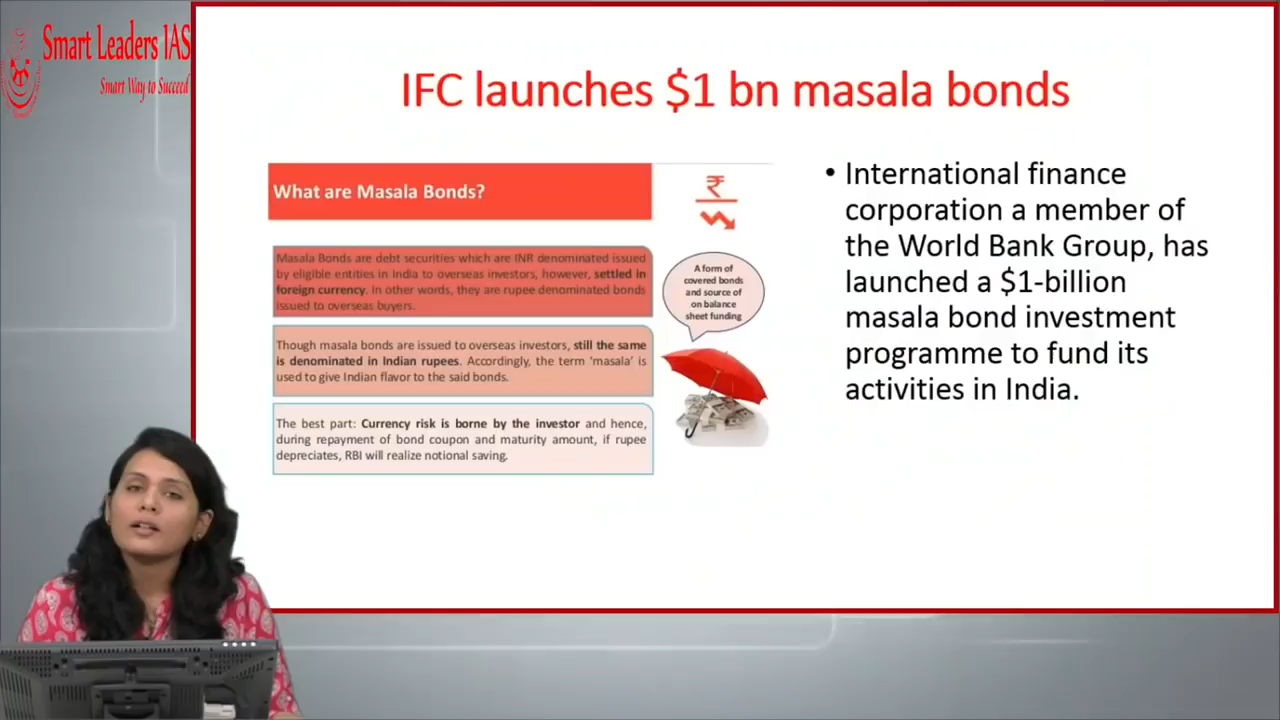 Smart Leaders IAS
Smart Way to Succeed
IFC launches $1 bn masala bonds
What are Masala Bonds?
Masala Bonds are debt securities which are INR denominated issued
by eligible entities in India to overseas investors, however, settled in
foreign currency. In other words, they are rupee denominated bonds
issued to overseas buyers.
Though masala bonds are issued to overseas investors, still the same
is denominated in Indian rupees. Accordingly, the term ‘masala’ is
used to give Indian flavor to the said bonds.
The best part: Currency risk is borne by the investor and hence,
during repayment of bond coupon and maturity amount, if rupee
depreciates, RBI will realize notional saving.
₹
A form of
covered bonds
and source of
on balance
sheet funding
• International finance
corporation a member of
the World Bank Group, has
launched a $1-billion
masala bond investment
programme to fund its
activities in India.